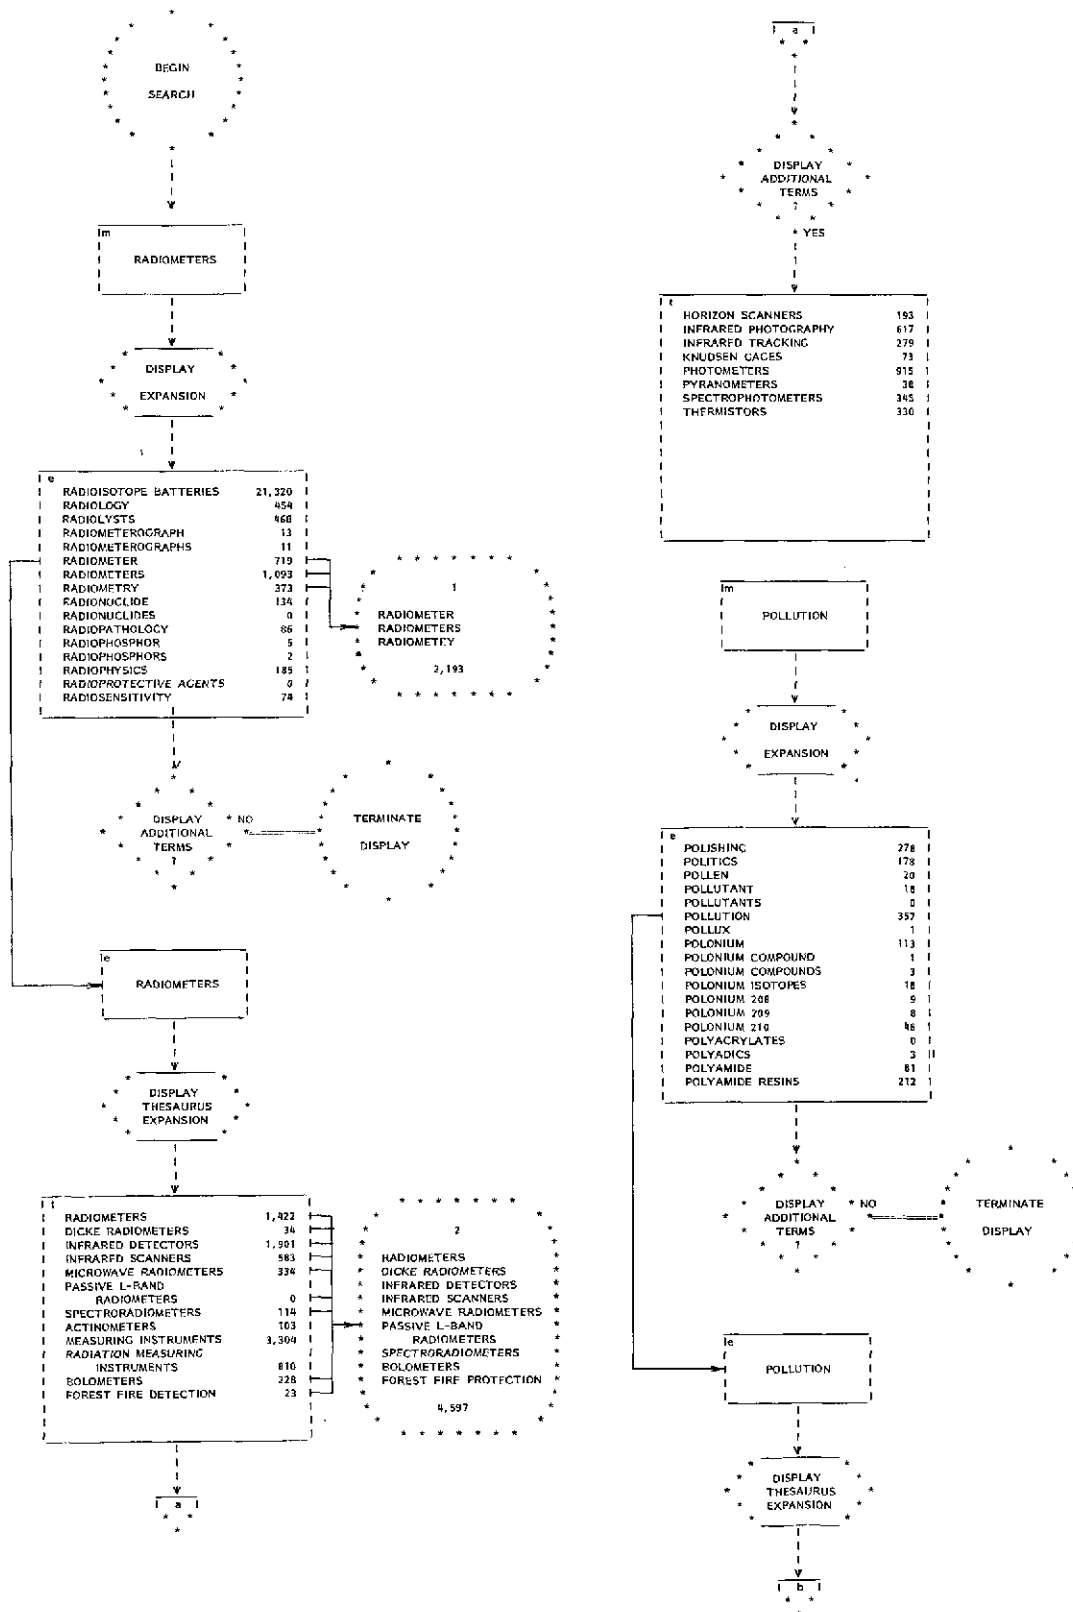 BEGIN
SEARCH
m
RADIOMETERS
DISPLAY
EXPANSION
e
RADIOISOTOPE BATTERIES 21,320
RADIOLOGY 454
RADIOLYSTS 468
RADIOMETEROGRAPH 13
RADIOMETEROGRAPHS 11
RADIOMETER 719
RADIOMETERS 1,093
RADIOMETRY 373
RADIONUCLIDE 134
RADIONUCLIDES 0
RADIOPATHOLOGY 86
RADIOPHOSPHOR 5
RADIOPHOSPHORS 2
RADIOPHYSICS 185
RADIOPROTECTIVE AGENTS 0
RADIOSENSITIVITY 74
1
RADIOMETER
RADIOMETERS
RADIOMETEY
2,193
DISPLAY
ADDITIONAL
TERMS
?
NO
TERMINATE
DISPLAY
e
RADIOMETERS
DISPLAY
THESAURUS
EXPANSION
t
RADIOMETERS 1,422
DICKE RADIOMETERS 34
INFRARED DETECTORS 1,901
INFRARED SCANNERS 583
MICROWAVE RADIOMETERS 334
PASSIVE L-BAND
RADIOMETERS 0
SPECTRORADIOMETERS 114
ACTINOMETERS 103
MEASURING INSTRUMENTS 3,304
RADIATION MEASURING
INSTRUMENTS 810
BOLOMETERS 228
FOREST FIRE DETECTION 23
2
RADIOMETERS
DICKE RADIOMETERS
INFRARED DETECTORS
INFRARED SCANNERS
MICROWAVE RADIOMETERS
PASSIVE L-BAND
RADIOMETERS
SPECTRORADIOMETERS
BOLOMETERS
FOREST FIRE PROTECTION
4,597
a
a
DISPLAY
ADDITIONAL
TERMS
?
YES
t
HORIZON SCANNERS 193
INFRARED PHOTOGRAPHY 617
INFRARED TRACKING 279
KNUDSEN GAGES 73
PHOTOMETERS 915
PYRANOMETERS 38
SPECTROPHOTOMETERS 345
THERMISTORS 330
m
POLLUTION
DISPLAY
EXPANSION
e
POLISHING 278
POLITICS 178
POLLEN 20
POLLUTANT 18
POLLUTANTS 0
POLLUTION 357
POLLUX 1
POLONIUM 113
POLONIUM COMPOUND 1
POLONIUM COMPOUNDS 3
POLONIUM ISOTOPES 18
POLONIUM 208 9
POLONIUM 209 8
POLONIUM 210 46
POLYACRYLATES 0
POLYADICS 3
POLYAMIDE 81
POLYAMIDE RESINS 212
DISPLAY
ADDITIONAL
TERMS
?
NO
TERMINATE
DISPLAY
e
POLLUTION
DISPLAY
THESAURUS
EXPANSION
b